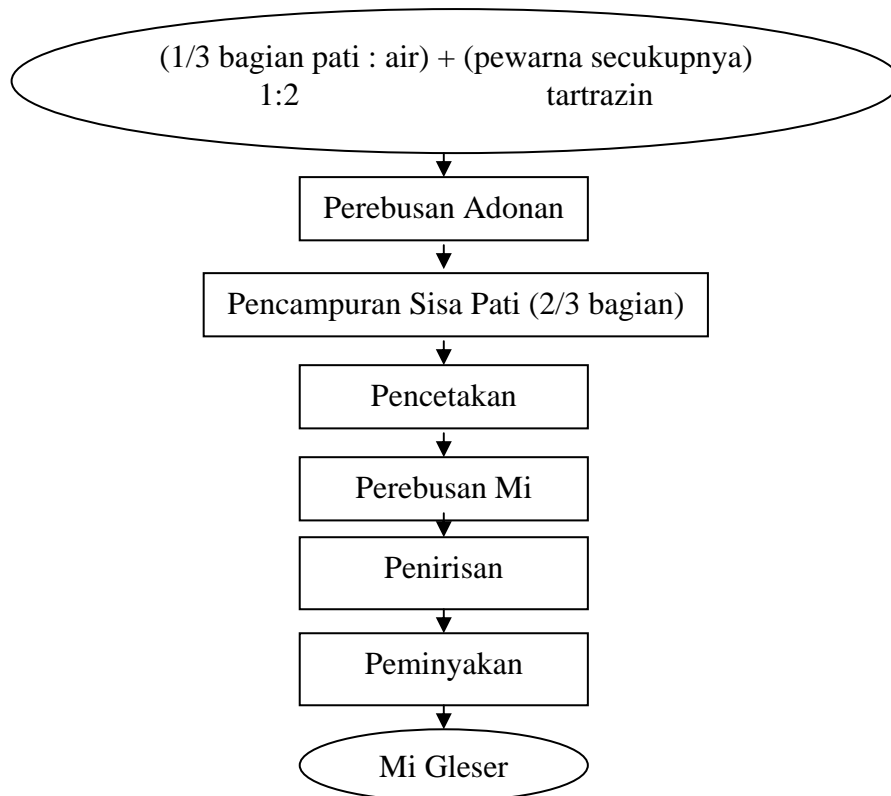 (1/3 bagian pati : air) + (pewarna secukupnya)
1:2 tartrazin
Perebusan Adonan
Pencampuran Sisa Pati (2/3 bagian)
Pencetakan
Perebusan Mi
Penirisan
Peminyakan
Mi Gleser